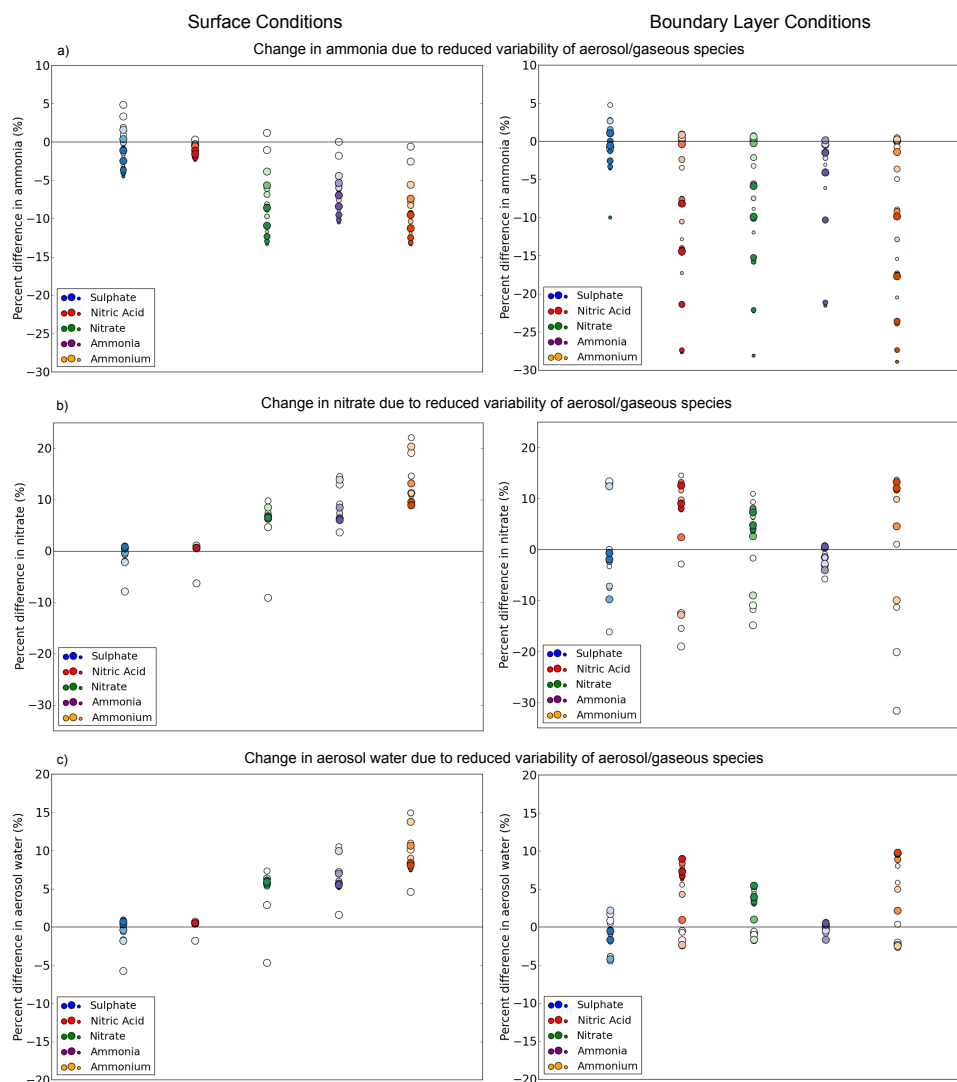 Surface Conditions
Boundary Layer Conditions
a)
Change in ammonia due to reduced variability of aerosol/gaseous species
Percent difference in ammonia (%)
10
5
0
−5
−10
−15
−20
−25
−30
Sulphate
Nitric Acid
Nitrate
Ammonia
Ammonium
Percent difference in ammonia (%)
10
5
0
−5
−10
−15
−20
−25
−30
Sulphate
Nitric Acid
Nitrate
Ammonia
Ammonium
b)
Change in nitrate due to reduced variability of aerosol/gaseous species
Percent difference in nitrate (%)
20
10
0
−10
−20
−30
Sulphate
Nitric Acid
Nitrate
Ammonia
Ammonium
Percent difference in nitrate (%)
20
10
0
−10
−20
−30
Sulphate
Nitric Acid
Nitrate
Ammonia
Ammonium
c)
Change in aerosol water due to reduced variability of aerosol/gaseous species
Percent difference in aerosol water (%)
20
15
10
5
0
−5
−10
−15
−20
Sulphate
Nitric Acid
Nitrate
Ammonia
Ammonium
Percent difference in aerosol water (%)
20
15
10
5
0
−5
−10
−15
−20
Sulphate
Nitric Acid
Nitrate
Ammonia
Ammonium